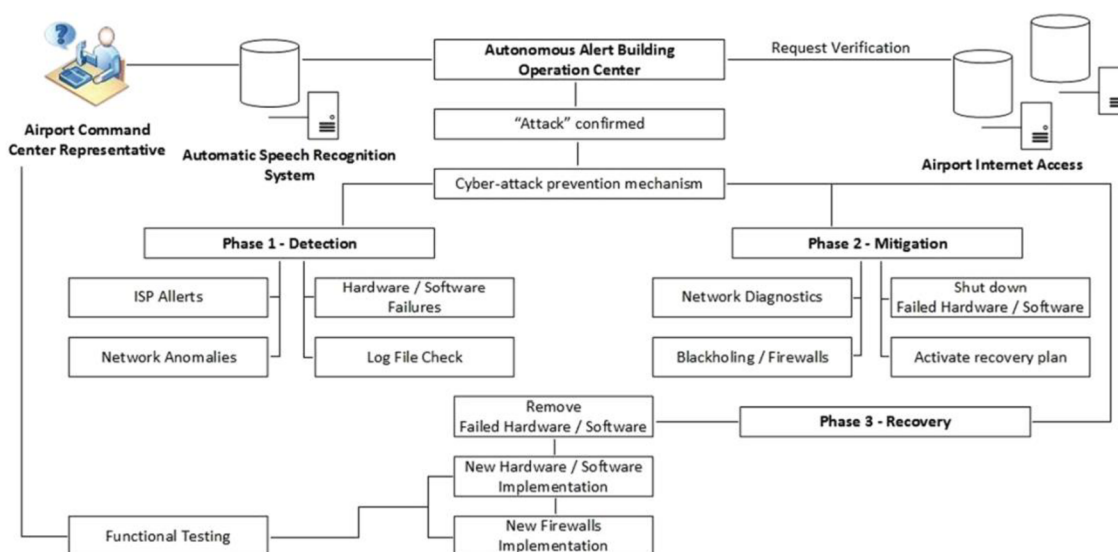 ?
Autonomous Alert Building
Operation Center
Request Verification
Airport Command
Center Representative
Automatic Speech Recognition
System
"Attack" confirmed
Airport Internet Access
Cyber-attack prevention mechanism
Phase 1 - Detection
Phase 2 - Mitigation
ISP Allerts
Hardware / Software
Failures
Network Diagnostics
Shut down
Failed Hardware / Software
Network Anomalies
Log File Check
Blackholing / Firewalls
Activate recovery plan
Remove
Failed Hardware / Software
Phase 3 - Recovery
New Hardware / Software
Implementation
Functional Testing
New Firewalls
Implementation